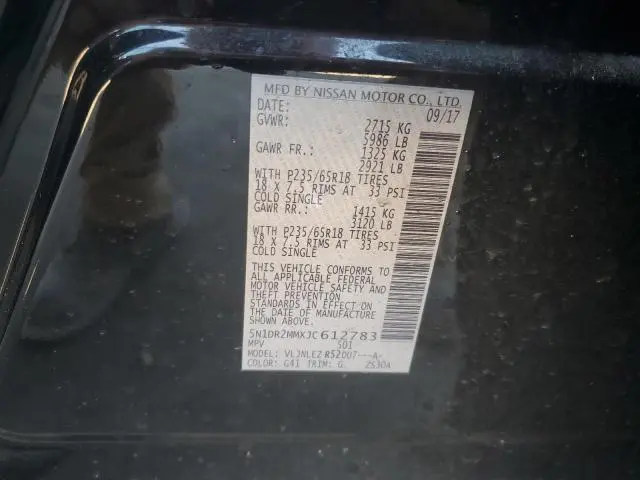 MFD BY NISSAN MOTOR CO., LTD.
DATE: 09/17
GVWR: 2715 KG
5986 LB
GAWR FR.: 1325 KG
2921 LB
WITH P235/65R18 TIRES
18 X 7.5 RIMS AT 33 PSI
COLD SINGLE
GAWR RR.: 1415 KG
3120 LB
WITH P235/65R18 TIRES
18 X 7.5 RIMS AT 33 PSI
COLD SINGLE
THIS VEHICLE CONFORMS TO
ALL APPLICABLE FEDERAL
MOTOR VEHICLE SAFETY AND
THEFT PREVENTION
STANDARDS IN EFFECT ON
THE DATE OF MANUFACTURE
SHOWN ABOVE.
5N1DR2MMXJC612783
MPV S01
MODEL: VLJNLEZ R52DU7---A-
COLOR: G41 TRIM: G ZS30A